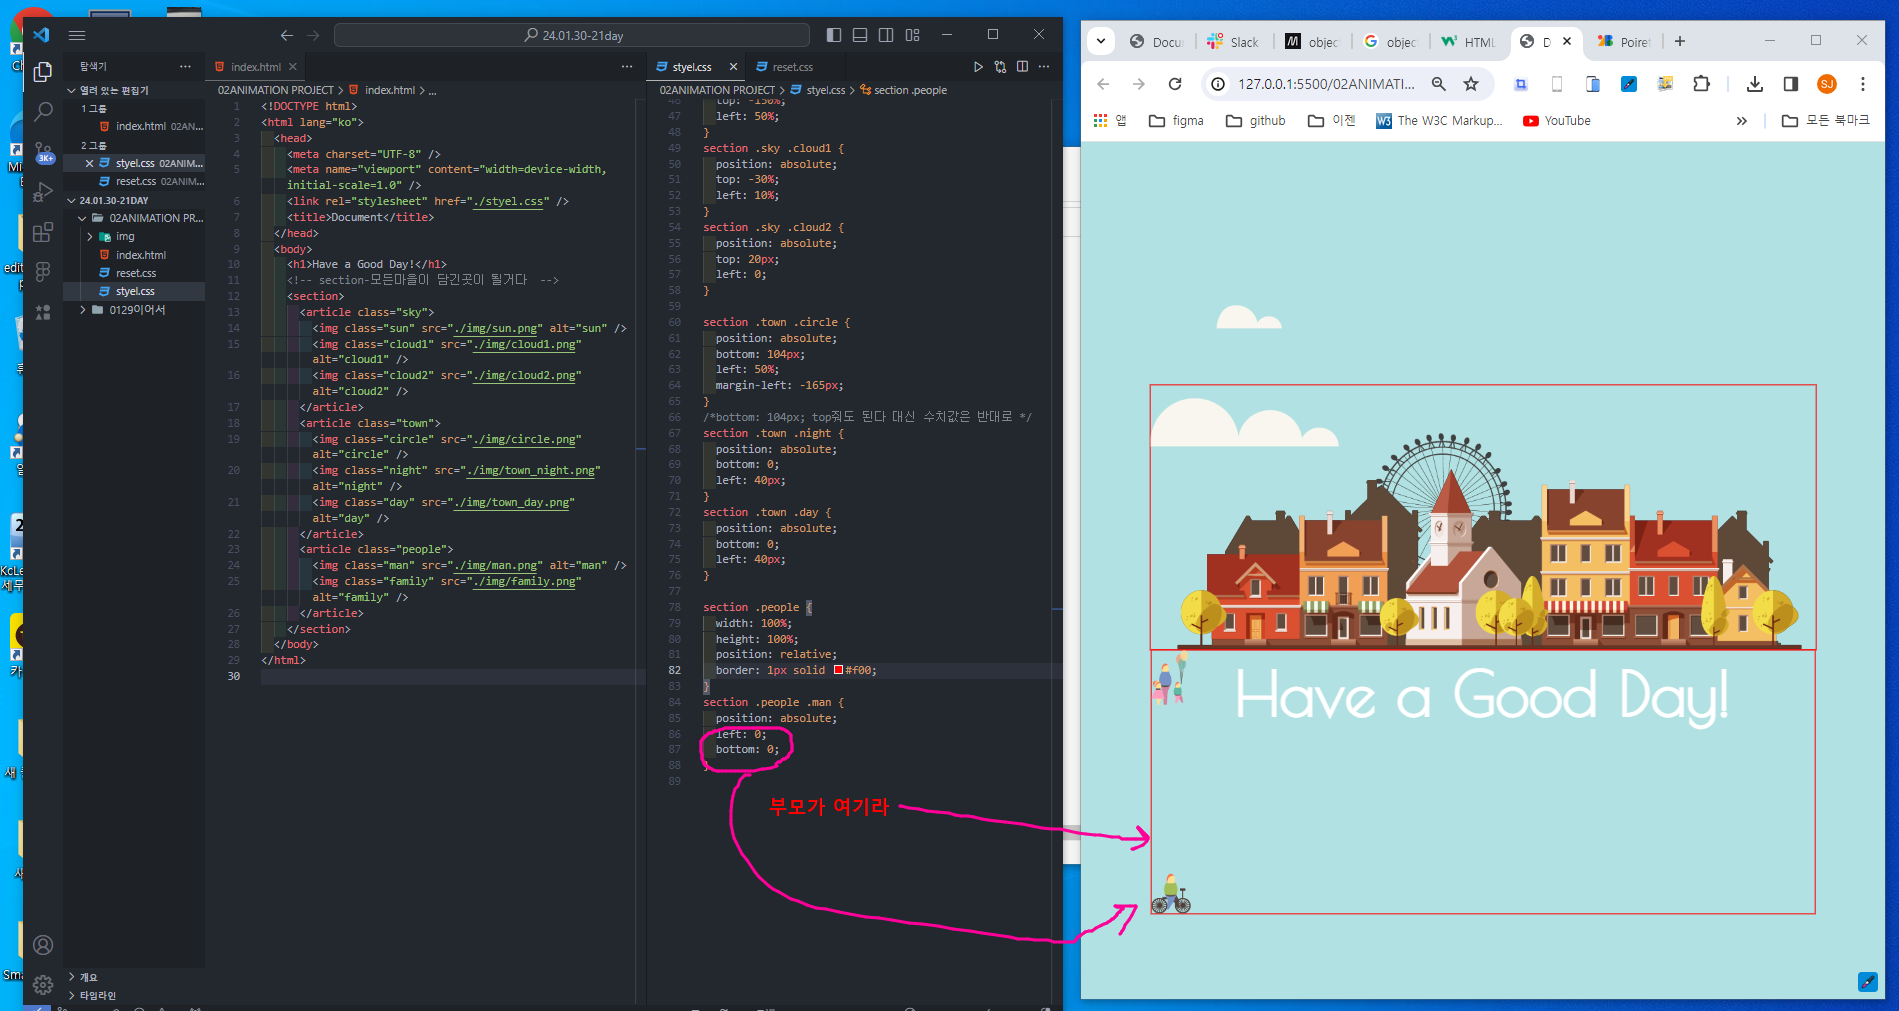 24.01.30-21day
탐색기
열려 있는 편집기
1 그룹
index.html 02AN...
2 그룹
styel.css 02ANIM...
reset.css 02ANIM...
24.01.30-21DAY
02ANIMATION PR...
img
index.html
reset.css
styel.css
0129이어서
개요
타임라인
3K+
index.html
02ANIMATION PROJECT > index.html > ...
1 <!DOCTYPE html>
2 <html lang="ko">
3 <head>
4 <meta charset="UTF-8" />
5 <meta name="viewport" content="width=device-width,
initial-scale=1.0" />
6 <link rel="stylesheet" href="./styel.css" />
7 <title>Document</title>
8 </head>
9 <body>
10 <h1>Have a Good Day!</h1>
11 <!-- section-모든마을이 담긴곳이 될거다 -->
12 <section>
13 <article class="sky">
14 <img class="sun" src="./img/sun.png" alt="sun" />
15 <img class="cloud1" src="./img/cloud1.png"
alt="cloud1" />
16 <img class="cloud2" src="./img/cloud2.png"
alt="cloud2" />
17 </article>
18 <article class="town">
19 <img class="circle" src="./img/circle.png"
alt="circle" />
20 <img class="night" src="./img/town_night.png"
alt="night" />
21 <img class="day" src="./img/town_day.png"
alt="day" />
22 </article>
23 <article class="people">
24 <img class="man" src="./img/man.png" alt="man" />
25 <img class="family" src="./img/family.png"
alt="family" />
26 </article>
27 </section>
28 </body>
29 </html>
30
styel.css
reset.css
02ANIMATION PROJECT > styel.css > section .people
46 top: -150%;
47 left: 50%;
48 }
49 section .sky .cloud1 {
50 position: absolute;
51 top: -30%;
52 left: 10%;
53 }
54 section .sky .cloud2 {
55 position: absolute;
56 top: 20px;
57 left: 0;
58 }
59
60 section .town .circle {
61 position: absolute;
62 bottom: 104px;
63 left: 50%;
64 margin-left: -165px;
65 }
66 /*bottom: 104px; top줘도 된다 대신 수치값은 반대로 */
67 section .town .night {
68 position: absolute;
69 bottom: 0;
70 left: 40px;
71 }
72 section .town .day {
73 position: absolute;
74 bottom: 0;
75 left: 40px;
76 }
77
78 section .people {
79 width: 100%;
80 height: 100%;
81 position: relative;
82 border: 1px solid #f00;
83 }
84 section .people .man {
85 position: absolute;
86 left: 0;
87 bottom: 0;
88 }
89
부모가 여기라
Docu
Slack
objec
objec
HTML
D
Poire
127.0.0.1:5500/02ANIMATI...
SJ
앱
figma
github
이젠
The W3C Markup...
YouTube
모든 북마크
Have a Good Day!